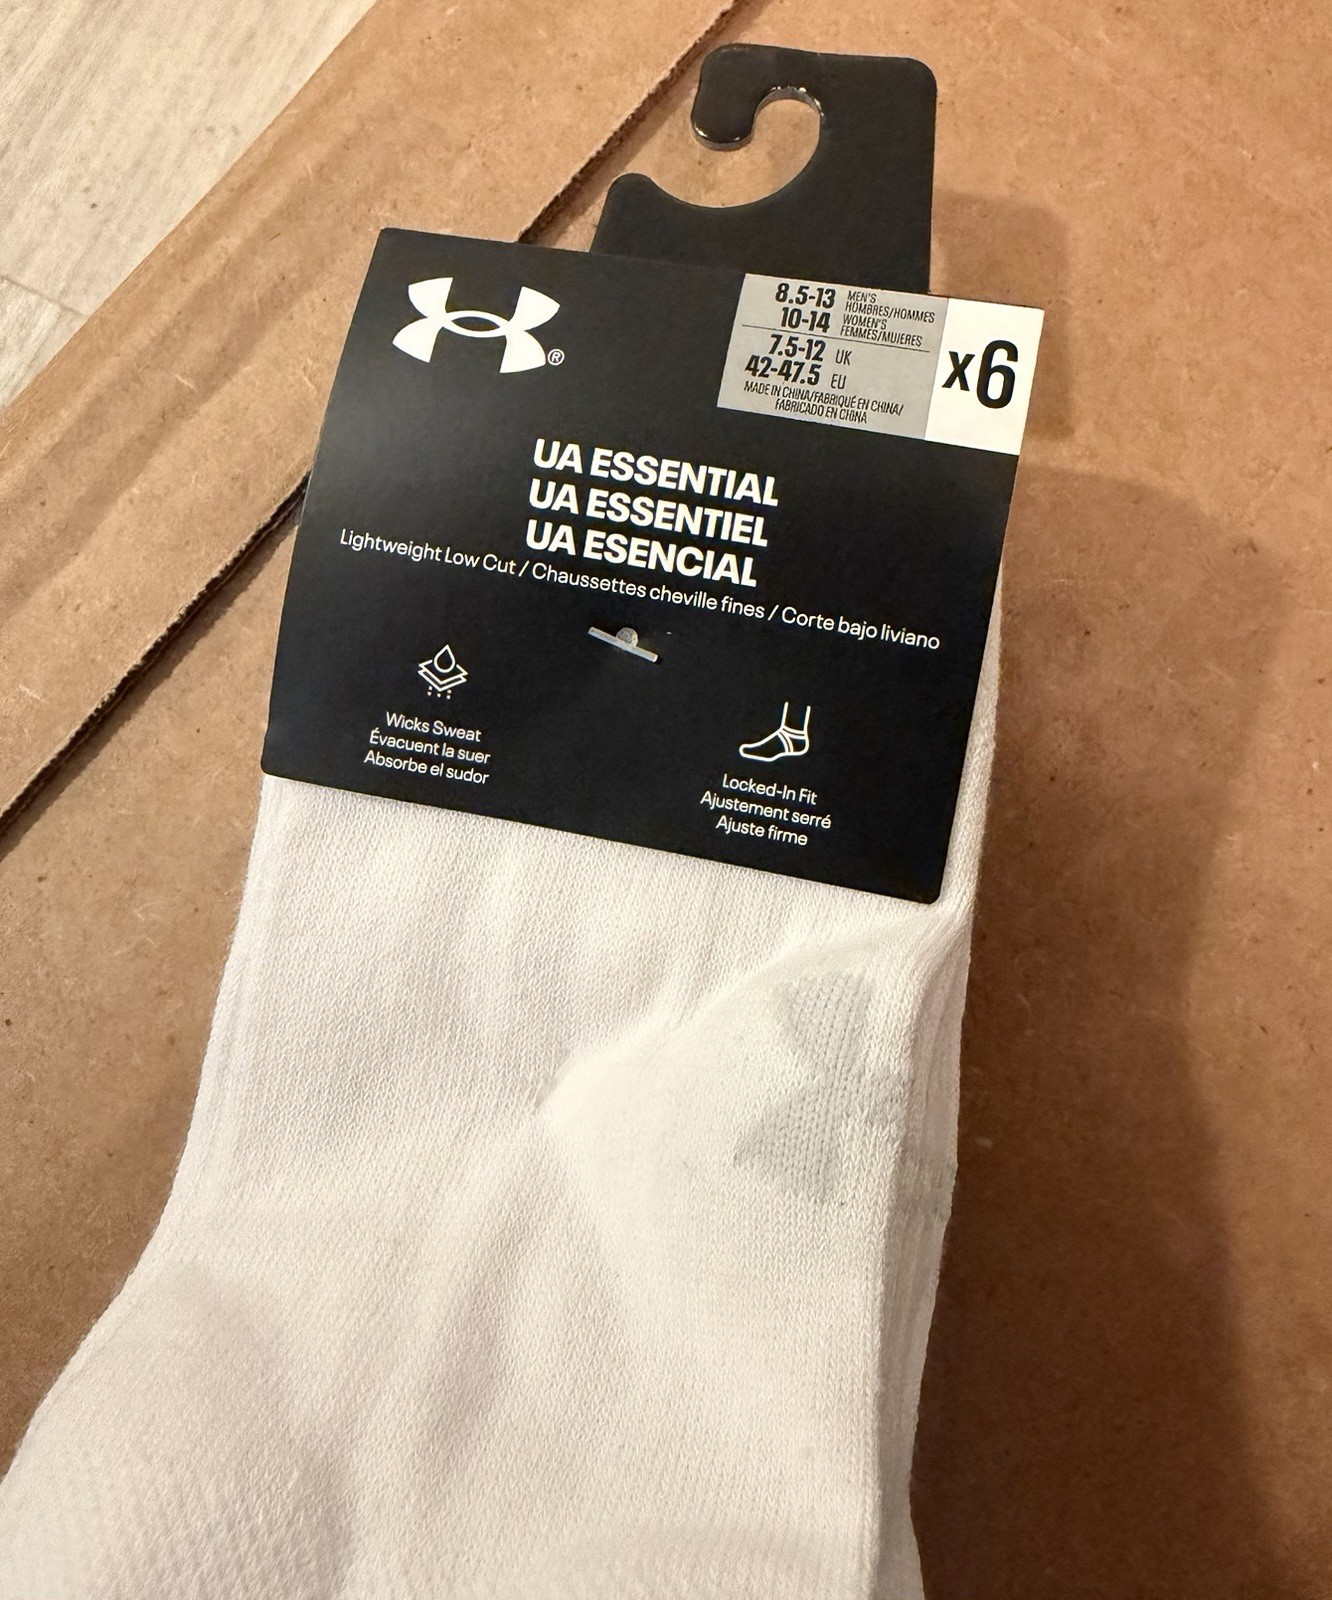 8.5-13 MEN'S
HOMBRES/HOMMES
10-14 WOMEN'S
FEMMES/MUJERES
7.5-12 UK
42-47.5 EU
MADE IN CHINA/FABRIQUÉ EN CHINA/
FABRICADO EN CHINA
x6
®
UA ESSENTIAL
UA ESSENTIEL
UA ESENCIAL
Lightweight Low Cut / Chaussettes cheville fines / Corte bajo liviano
Wicks Sweat
Évacuent la suer
Absorbe el sudor
Locked-In Fit
Ajustement serré
Ajuste firme